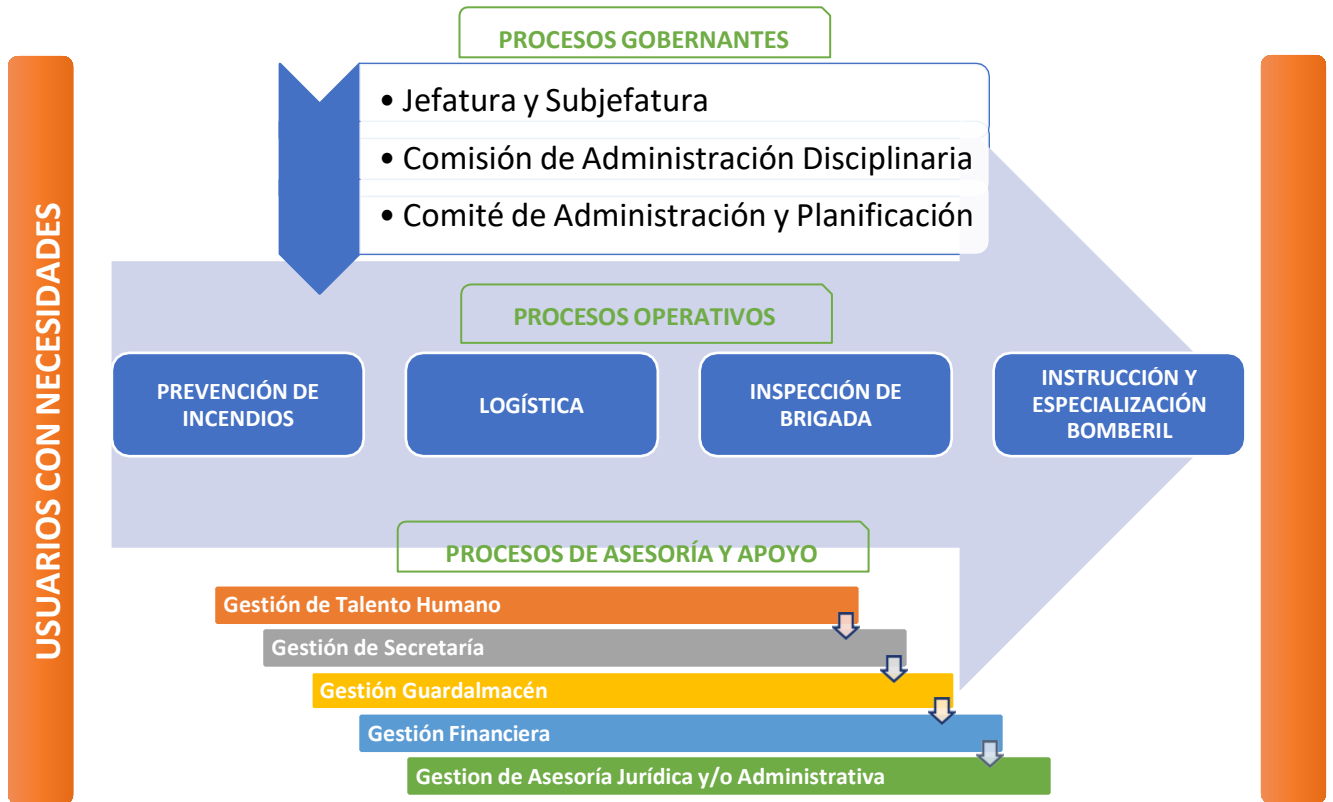 PROCESOS GOBERNANTES
• Jefatura y Subjefatura
• Comisión de Administración Disciplinaria
• Comité de Administración y Planificación
USUARIOS CON NECESIDADES
PROCESOS OPERATIVOS
PREVENCIÓN DE
INCENDIOS
LOGÍSTICA
INSPECCIÓN DE
BRIGADA
INSTRUCCIÓN Y
ESPECIALIZACIÓN
BOMBERIL
PROCESOS DE ASESORÍA Y APOYO
Gestión de Talento Humano
Gestión de Secretaría
Gestión Guardalmacén
Gestión Financiera
Gestion de Asesoría Jurídica y/o Administrativa